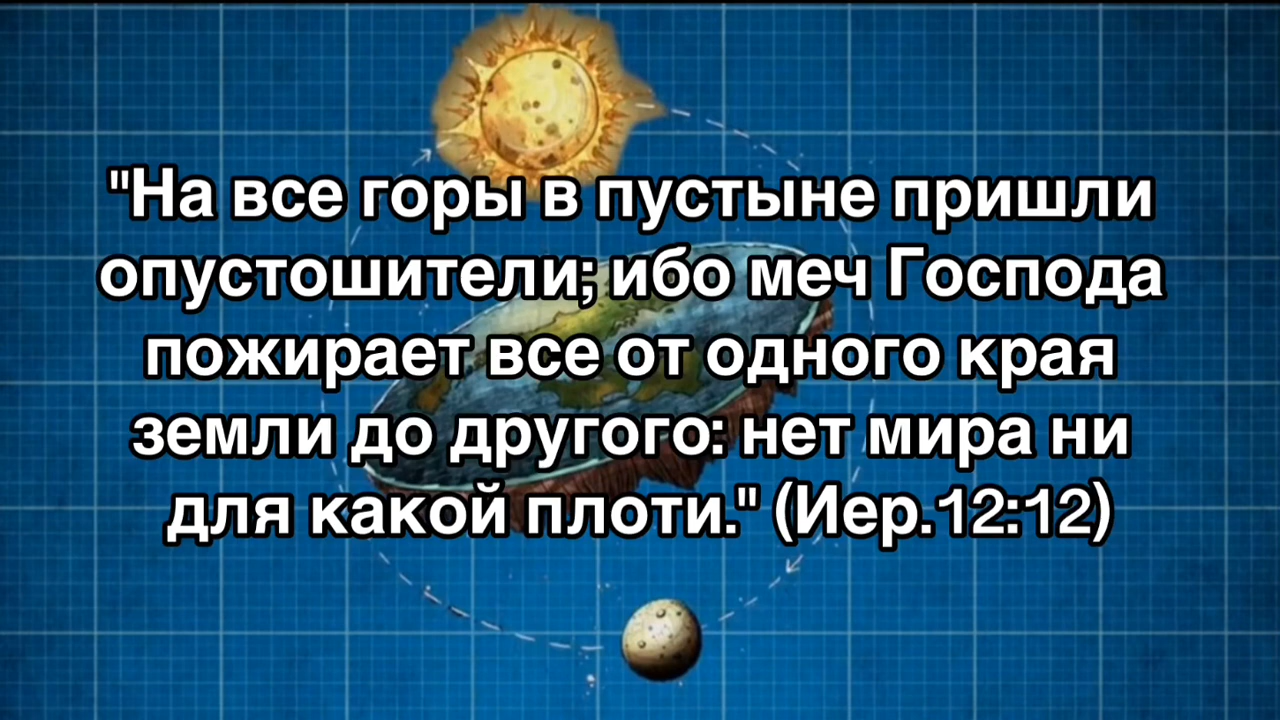 "На все горы в пустыне пришли
опустошители; ибо меч Господа
пожирает все от одного края
земли до другого: нет мира ни
для какой плоти." (Иер.12:12)